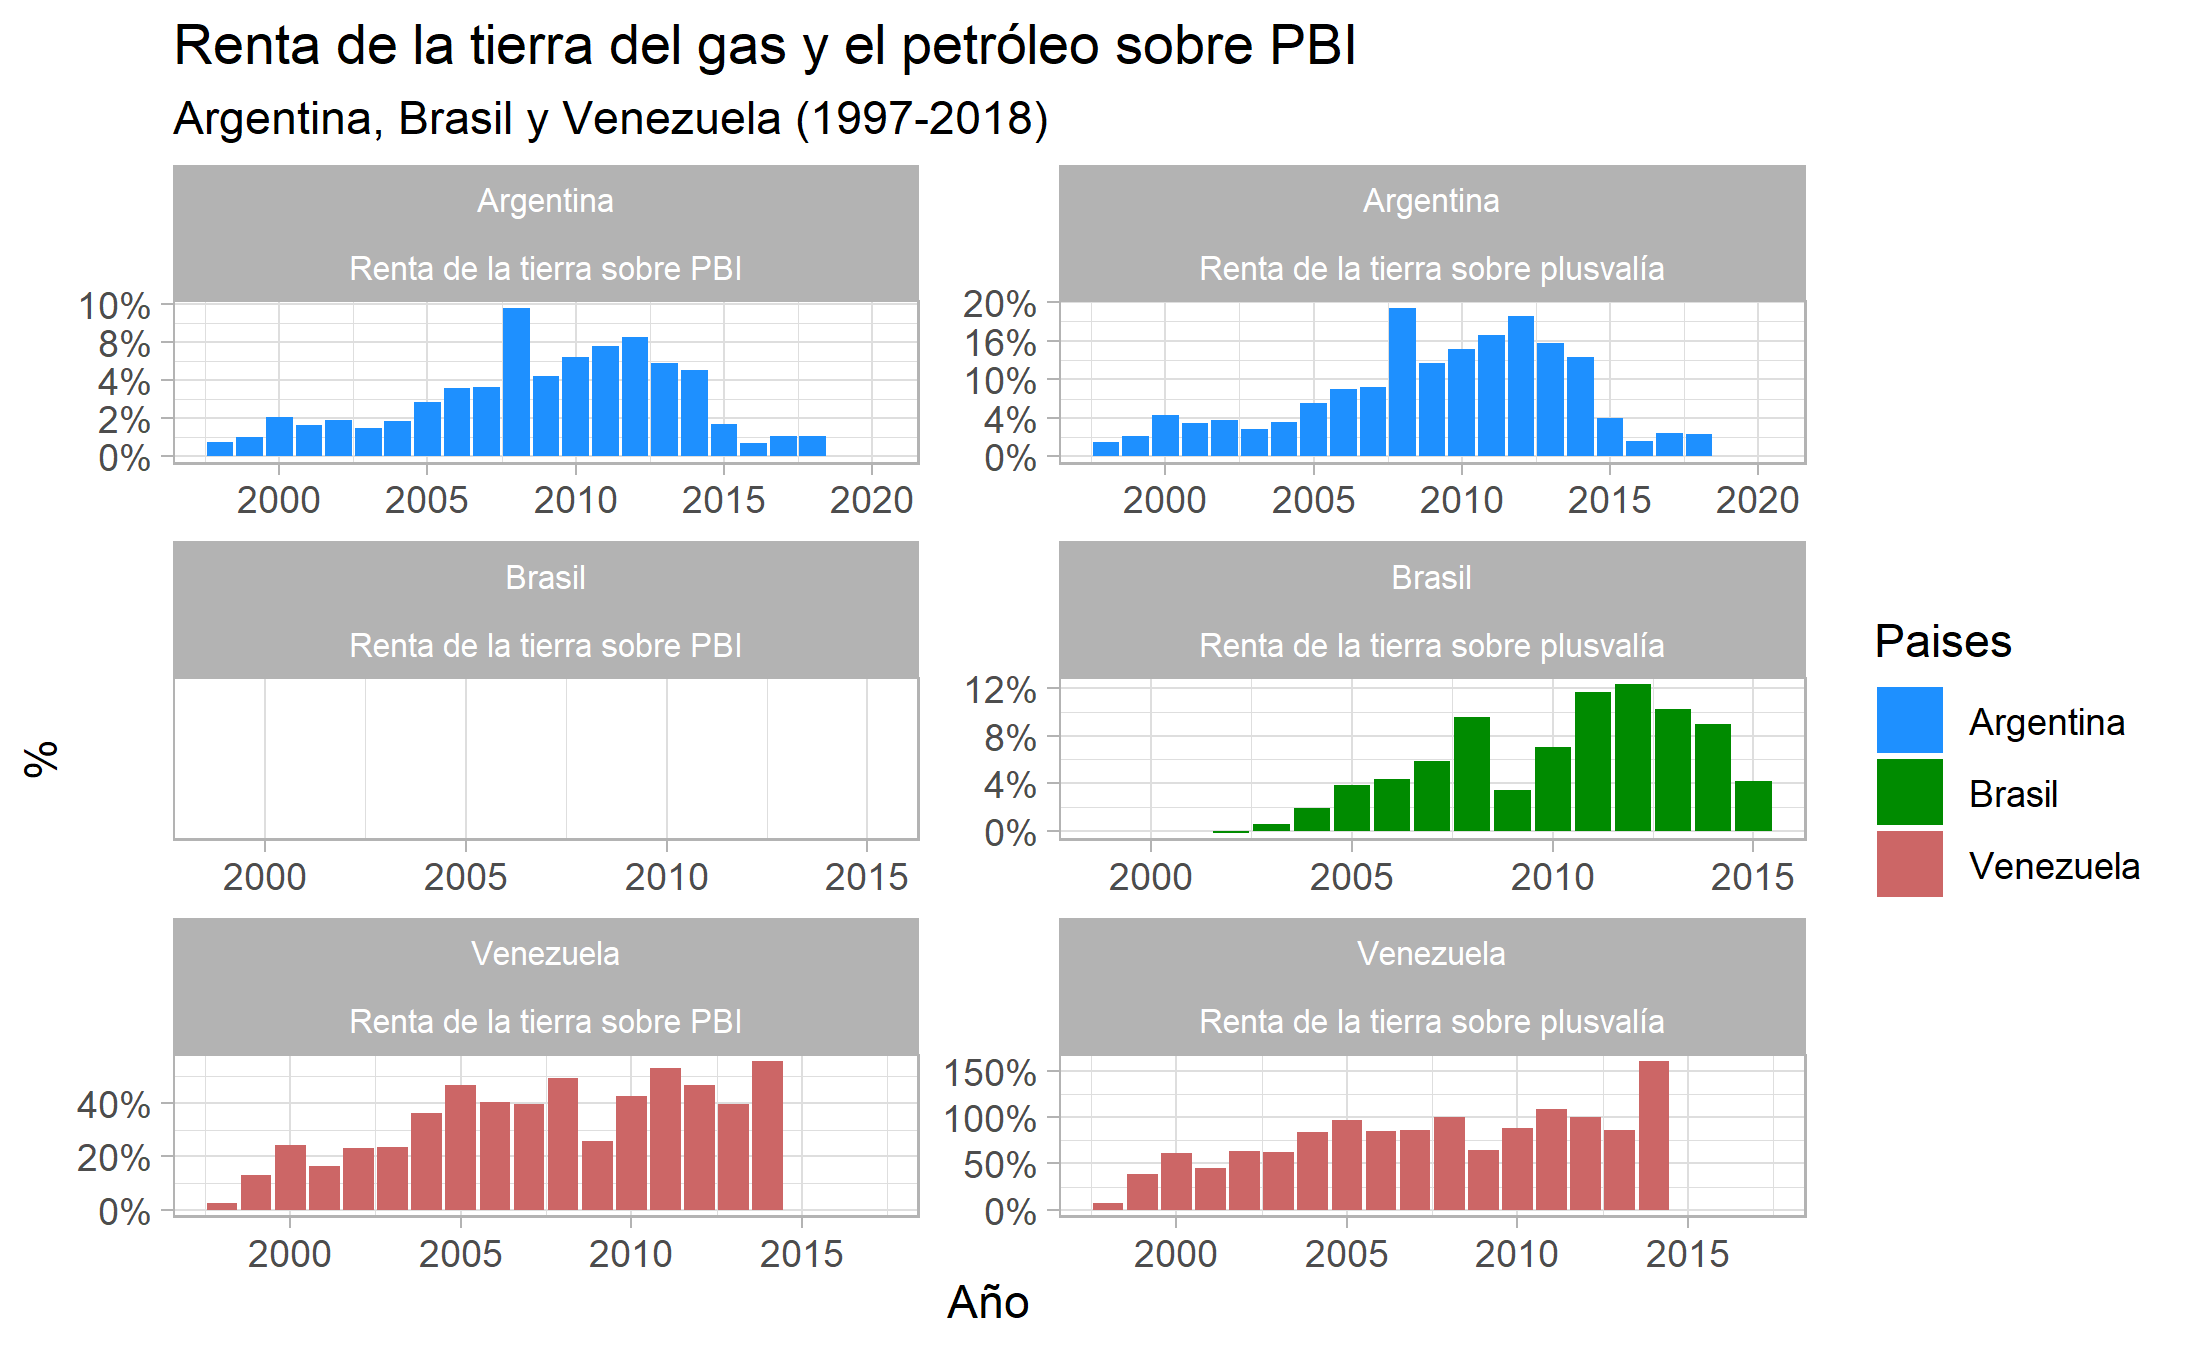 Renta de la tierra del gas y el petróleo sobre PBI
Argentina, Brasil y Venezuela (1997-2018)
Argentina
Renta de la tierra sobre PBI
10%
8%
4%
2%
0%
2000 2005 2010 2015 2020
Argentina
Renta de la tierra sobre plusvalía
20%
16%
10%
4%
0%
2000 2005 2010 2015 2020
Brasil
Renta de la tierra sobre PBI
2000 2005 2010 2015
Brasil
Renta de la tierra sobre plusvalía
12%
8%
4%
0%
2000 2005 2010 2015
Venezuela
Renta de la tierra sobre PBI
40%
20%
0%
2000 2005 2010 2015
Venezuela
Renta de la tierra sobre plusvalía
150%
100%
50%
0%
2000 2005 2010 2015
%
Año
Paises
Argentina
Brasil
Venezuela